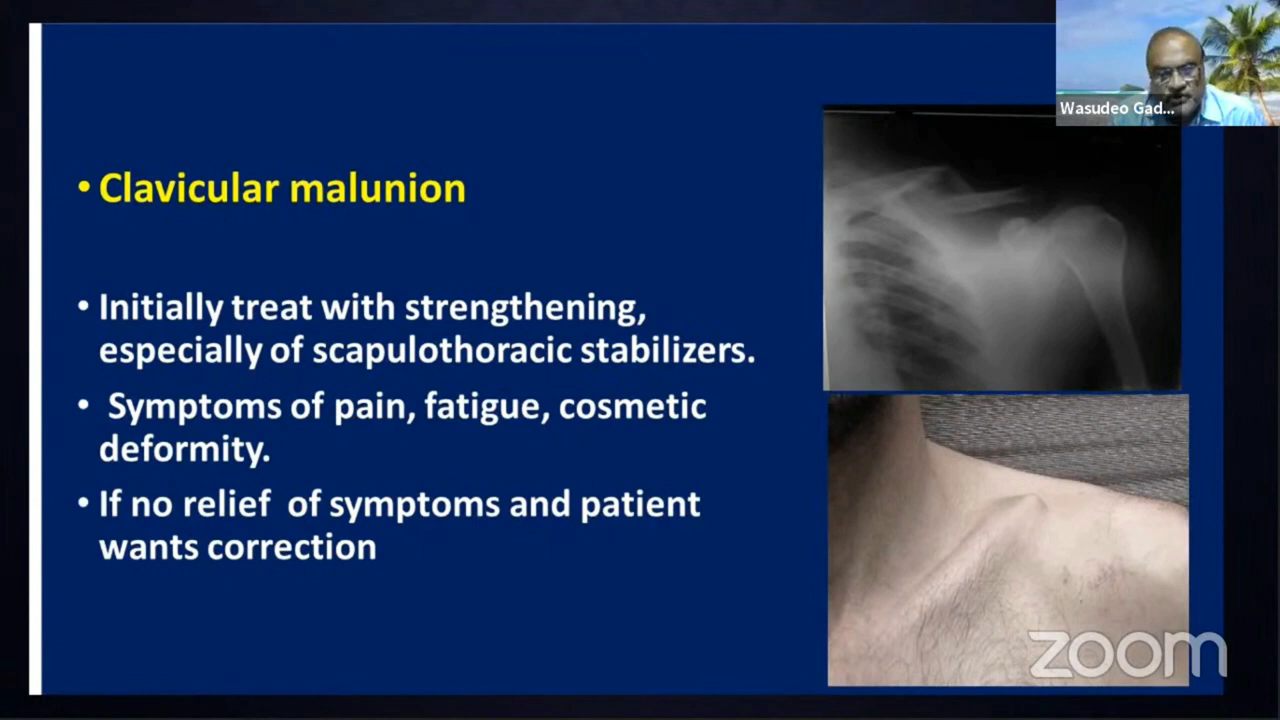 Wasudeo Gad...
• Clavicular malunion
• Initially treat with strengthening,
especially of scapulothoracic stabilizers.
• Symptoms of pain, fatigue, cosmetic
deformity.
• If no relief of symptoms and patient
wants correction
zoom